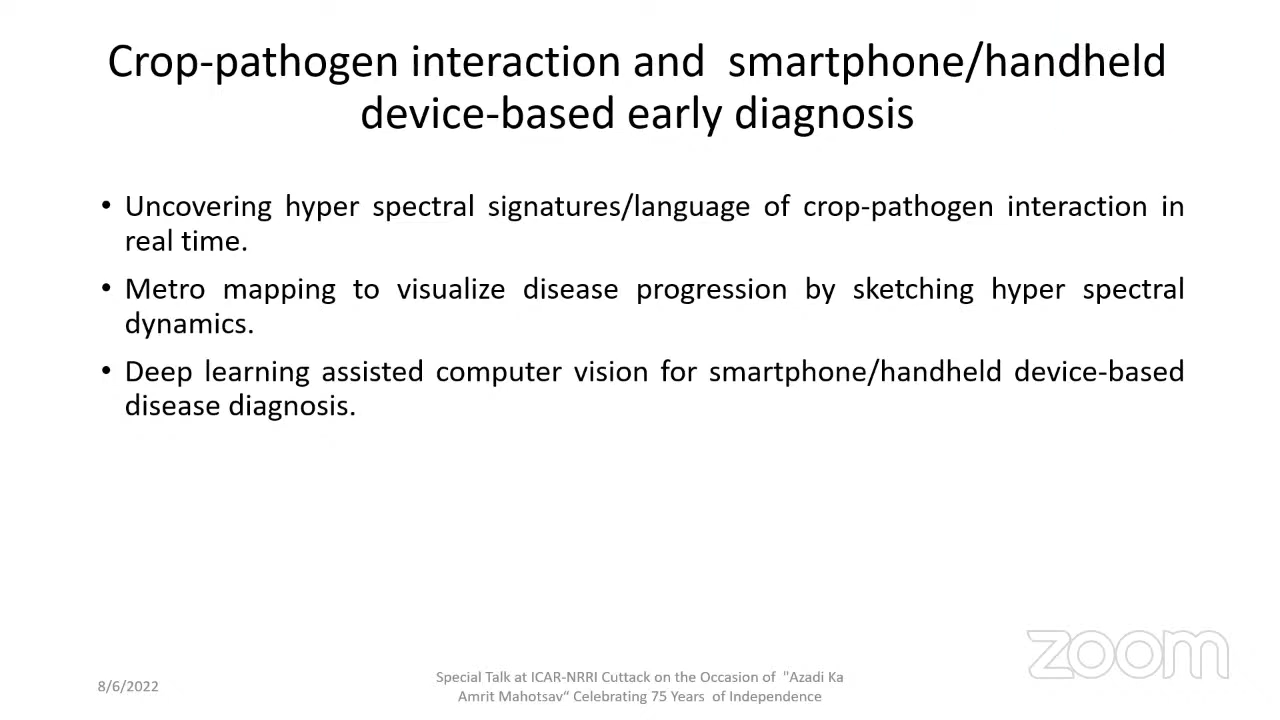 Crop-pathogen interaction and smartphone/handheld
device-based early diagnosis
• Uncovering hyper spectral signatures/language of crop-pathogen interaction in
real time.
• Metro mapping to visualize disease progression by sketching hyper spectral
dynamics.
• Deep learning assisted computer vision for smartphone/handheld device-based
disease diagnosis.
zoom
8/6/2022
Special Talk at ICAR-NRRI Cuttack on the Occasion of "Azadi Ka
Amrit Mahotsav“ Celebrating 75 Years of Independence